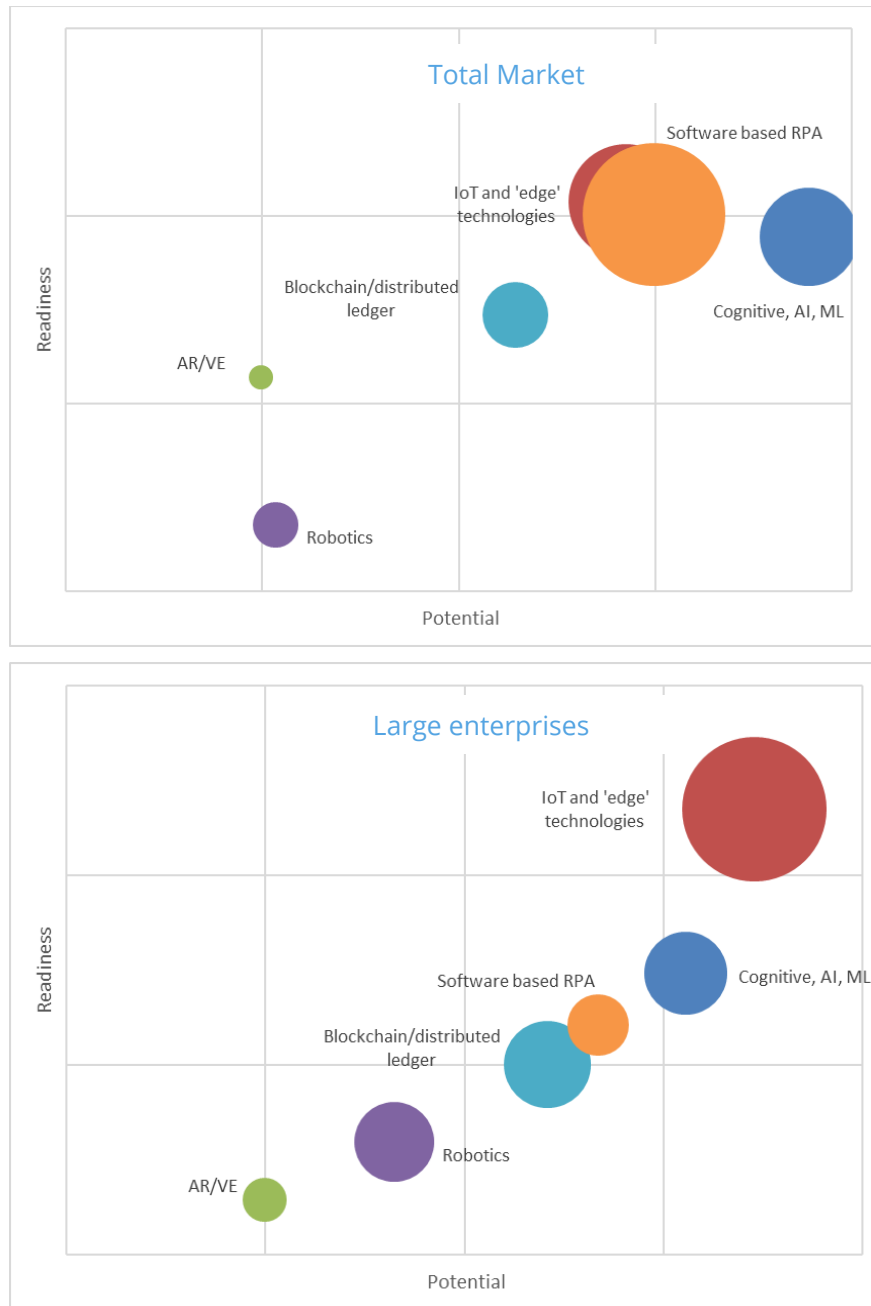 Total Market
Software based RPA
IoT and 'edge'
technologies
Blockchain/distributed
ledger
Cognitive, AI, ML
AR/VE
Robotics
Readiness
Potential
Large enterprises
IoT and 'edge'
technologies
Cognitive, AI, ML
Software based RPA
Blockchain/distributed
ledger
Robotics
AR/VE
Readiness
Potential